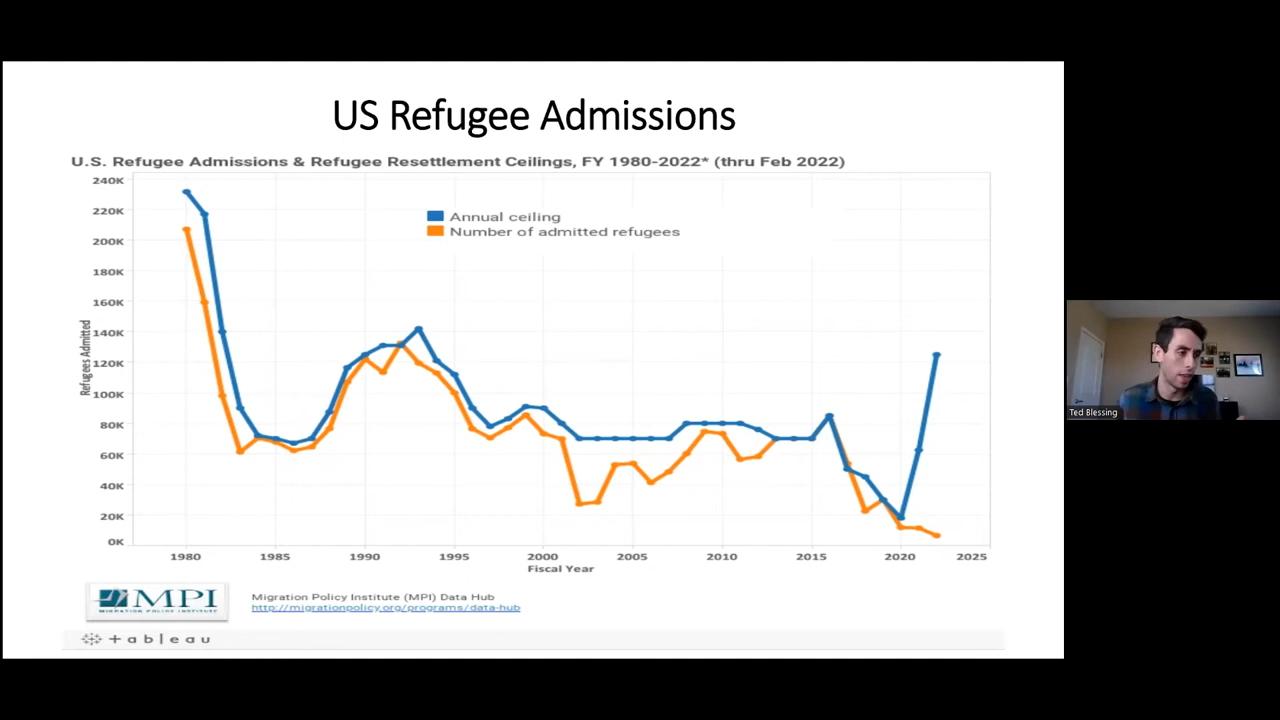 US Refugee Admissions
U.S. Refugee Admissions & Refugee Resettlement Ceilings, FY 1980-2022* (thru Feb 2022)
240K
220K
200K
180K
160K
140K
120K
100K
80K
60K
40K
20K
0K
Refugees Admitted
Annual ceiling
Number of admitted refugees
1980 1985 1990 1995 2000 2005 2010 2015 2020 2025
Fiscal Year
MPI
MIGRATION POLICY INSTITUTE
Migration Policy Institute (MPI) Data Hub
http://migrationpolicy.org/programs/data-hub
+ a b | e a u
Ted Blessing